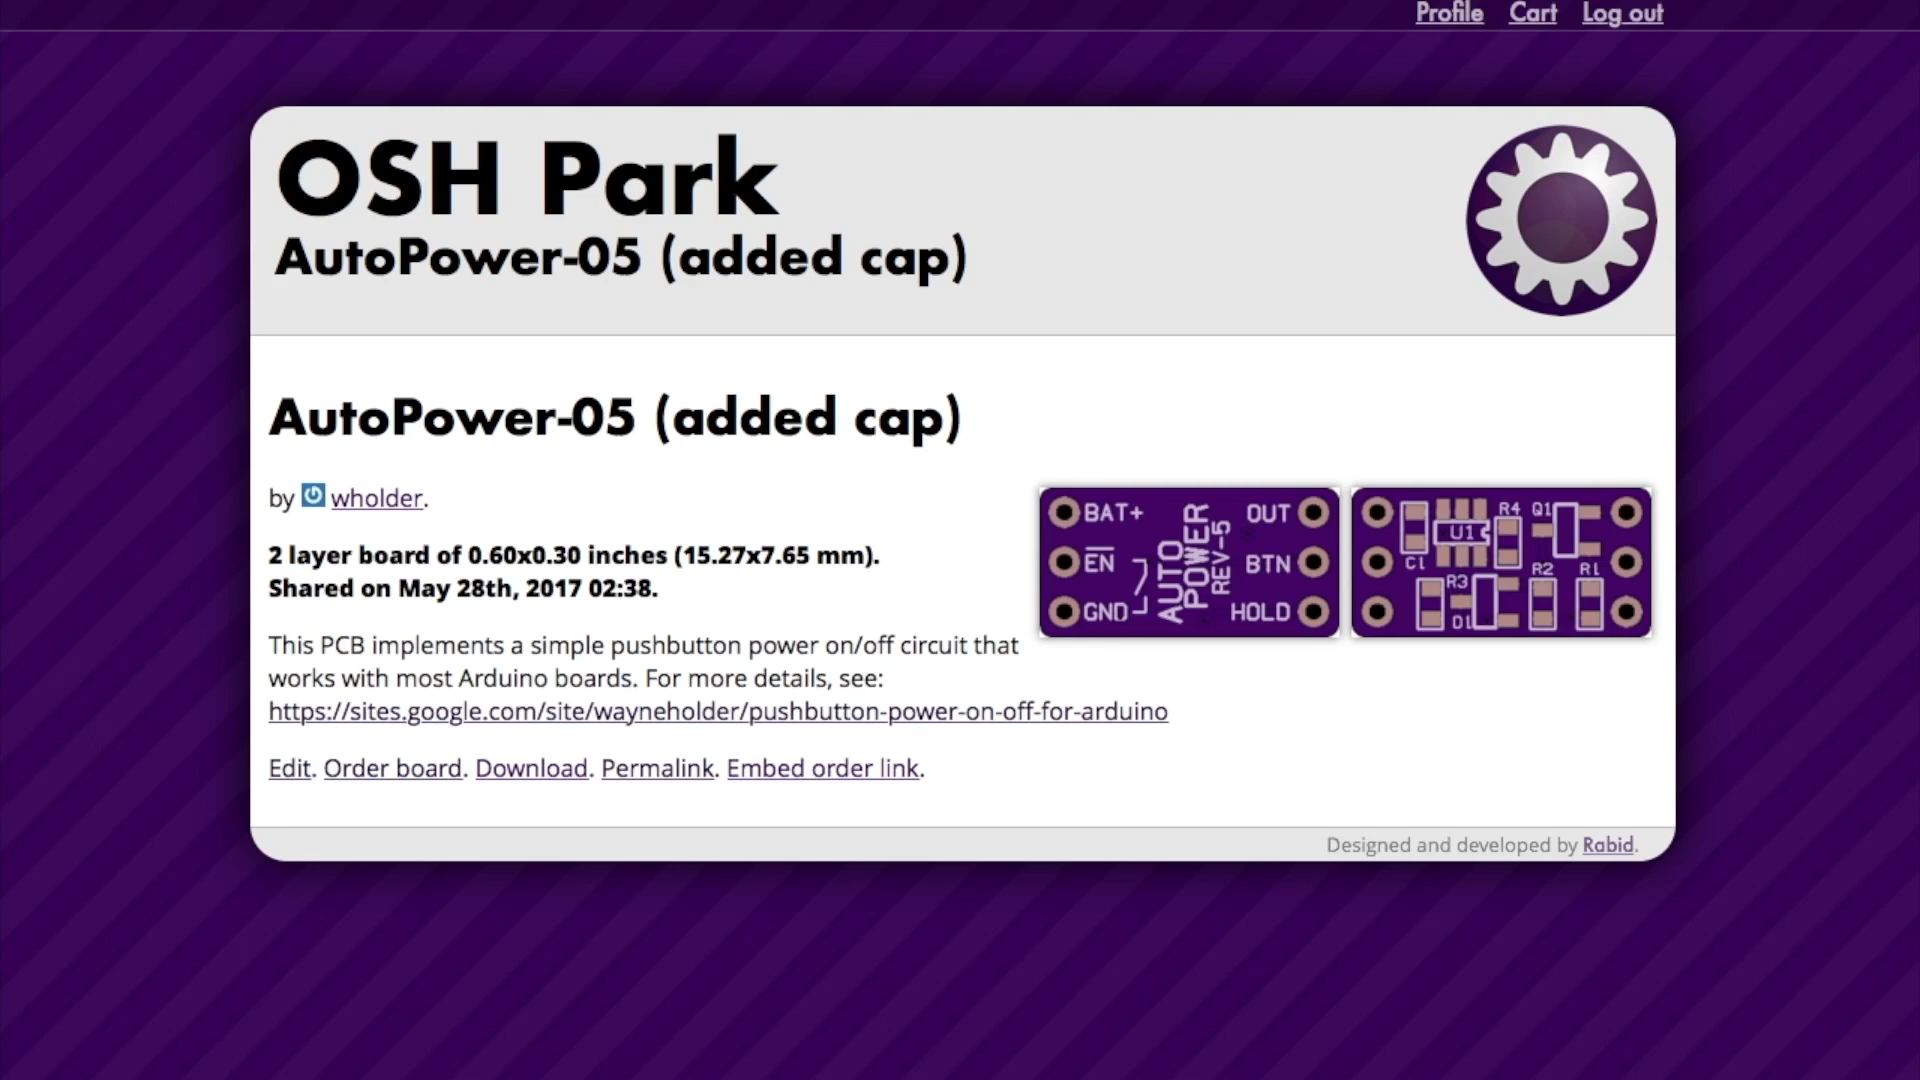 Profile Cart Log out
OSH Park
AutoPower-05 (added cap)
AutoPower-05 (added cap)
by wholder.
2 layer board of 0.60x0.30 inches (15.27x7.65 mm).
Shared on May 28th, 2017 02:38.
This PCB implements a simple pushbutton power on/off circuit that
works with most Arduino boards. For more details, see:
https://sites.google.com/site/wayneholder/pushbutton-power-on-off-for-arduino
Edit. Order board. Download. Permalink. Embed order link.
BAT+
EN
GND
AUTO
POWER
REV-5
OUT
BTN
HOLD
C1
U1
R4
Q1
R3
D1
R2
R1
Designed and developed by Rabid.